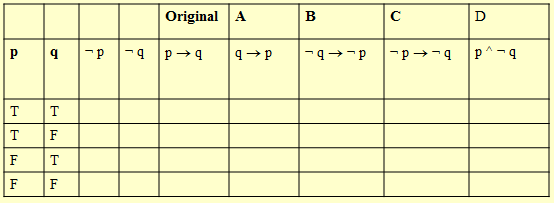 Original A B C D
p q ¬ p ¬ q p → q q → p ¬ q → ¬ p ¬ p → ¬ q p ^ ¬ q
T T
T F
F T
F F